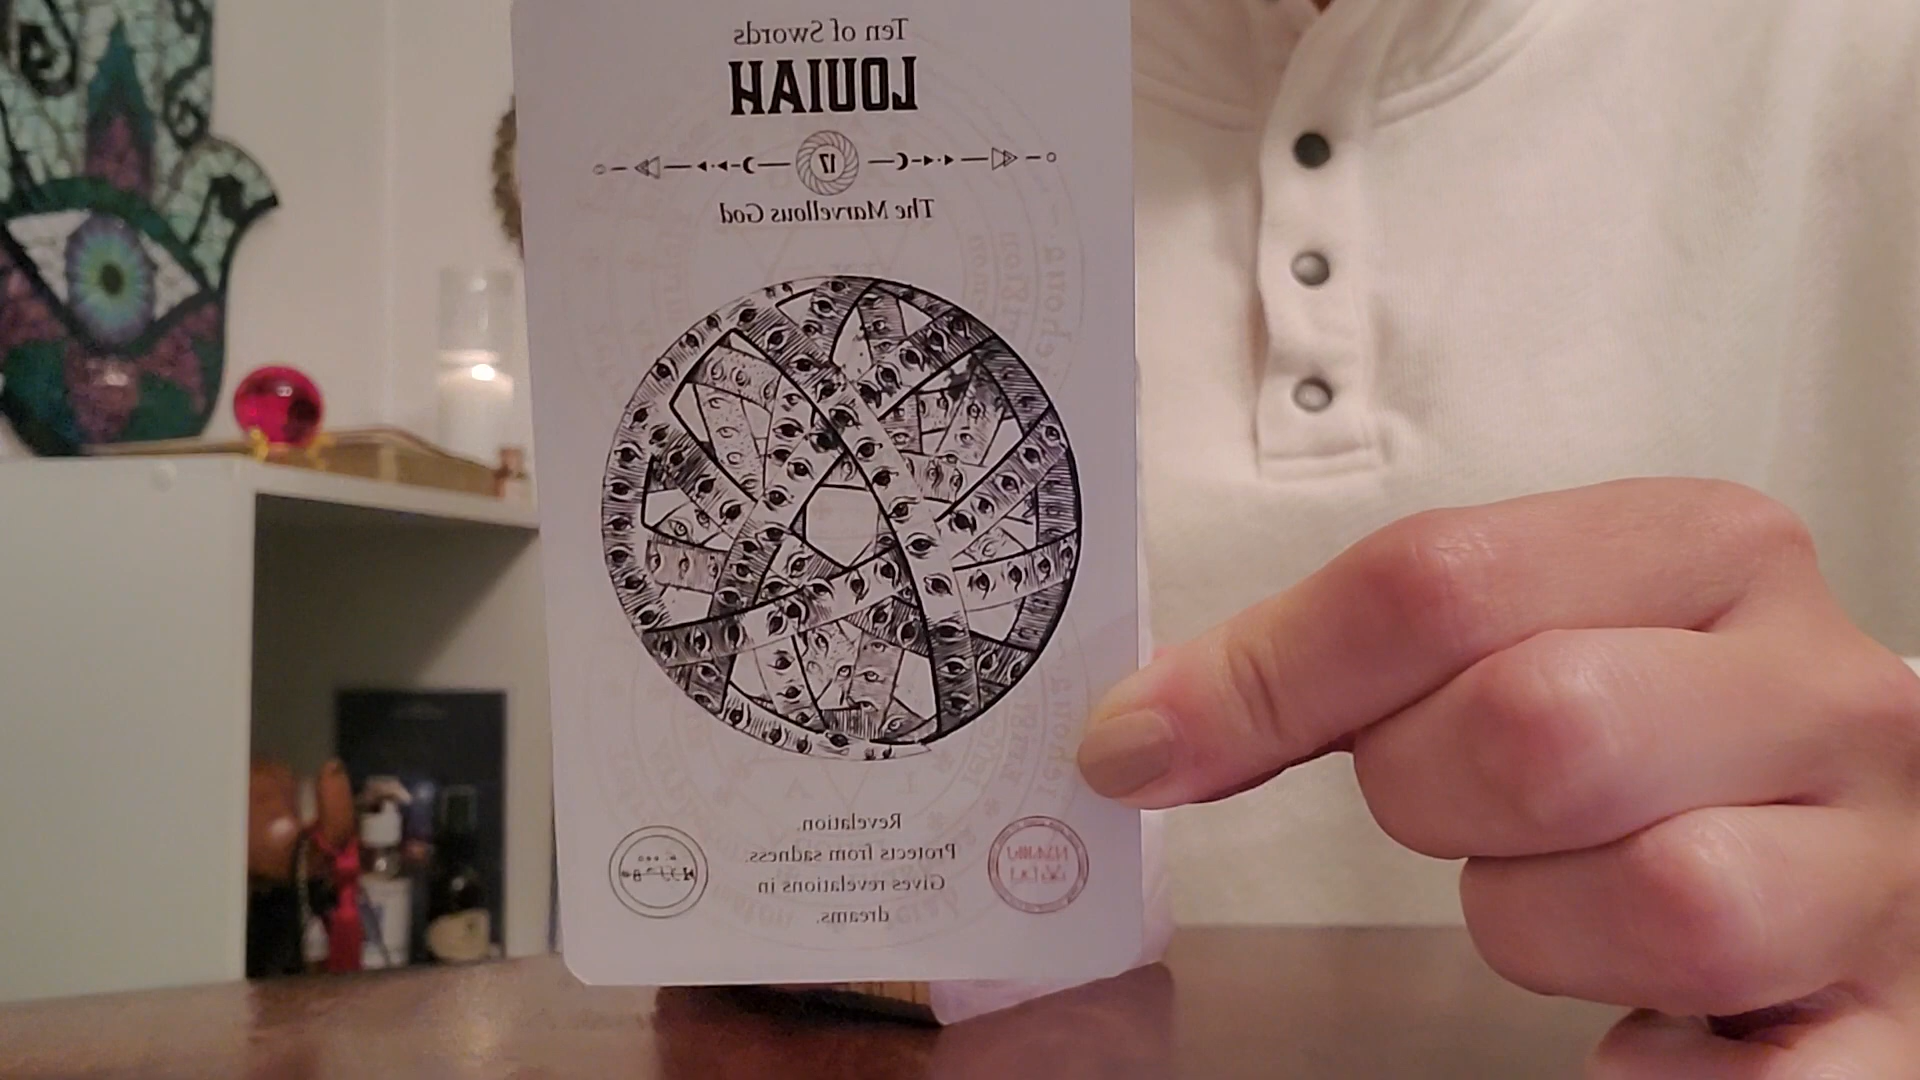 Ten of Swords
LOUIAH
17
The Marvellous God
Revelation.
Protects from sadness.
Gives revelations in
dreams.